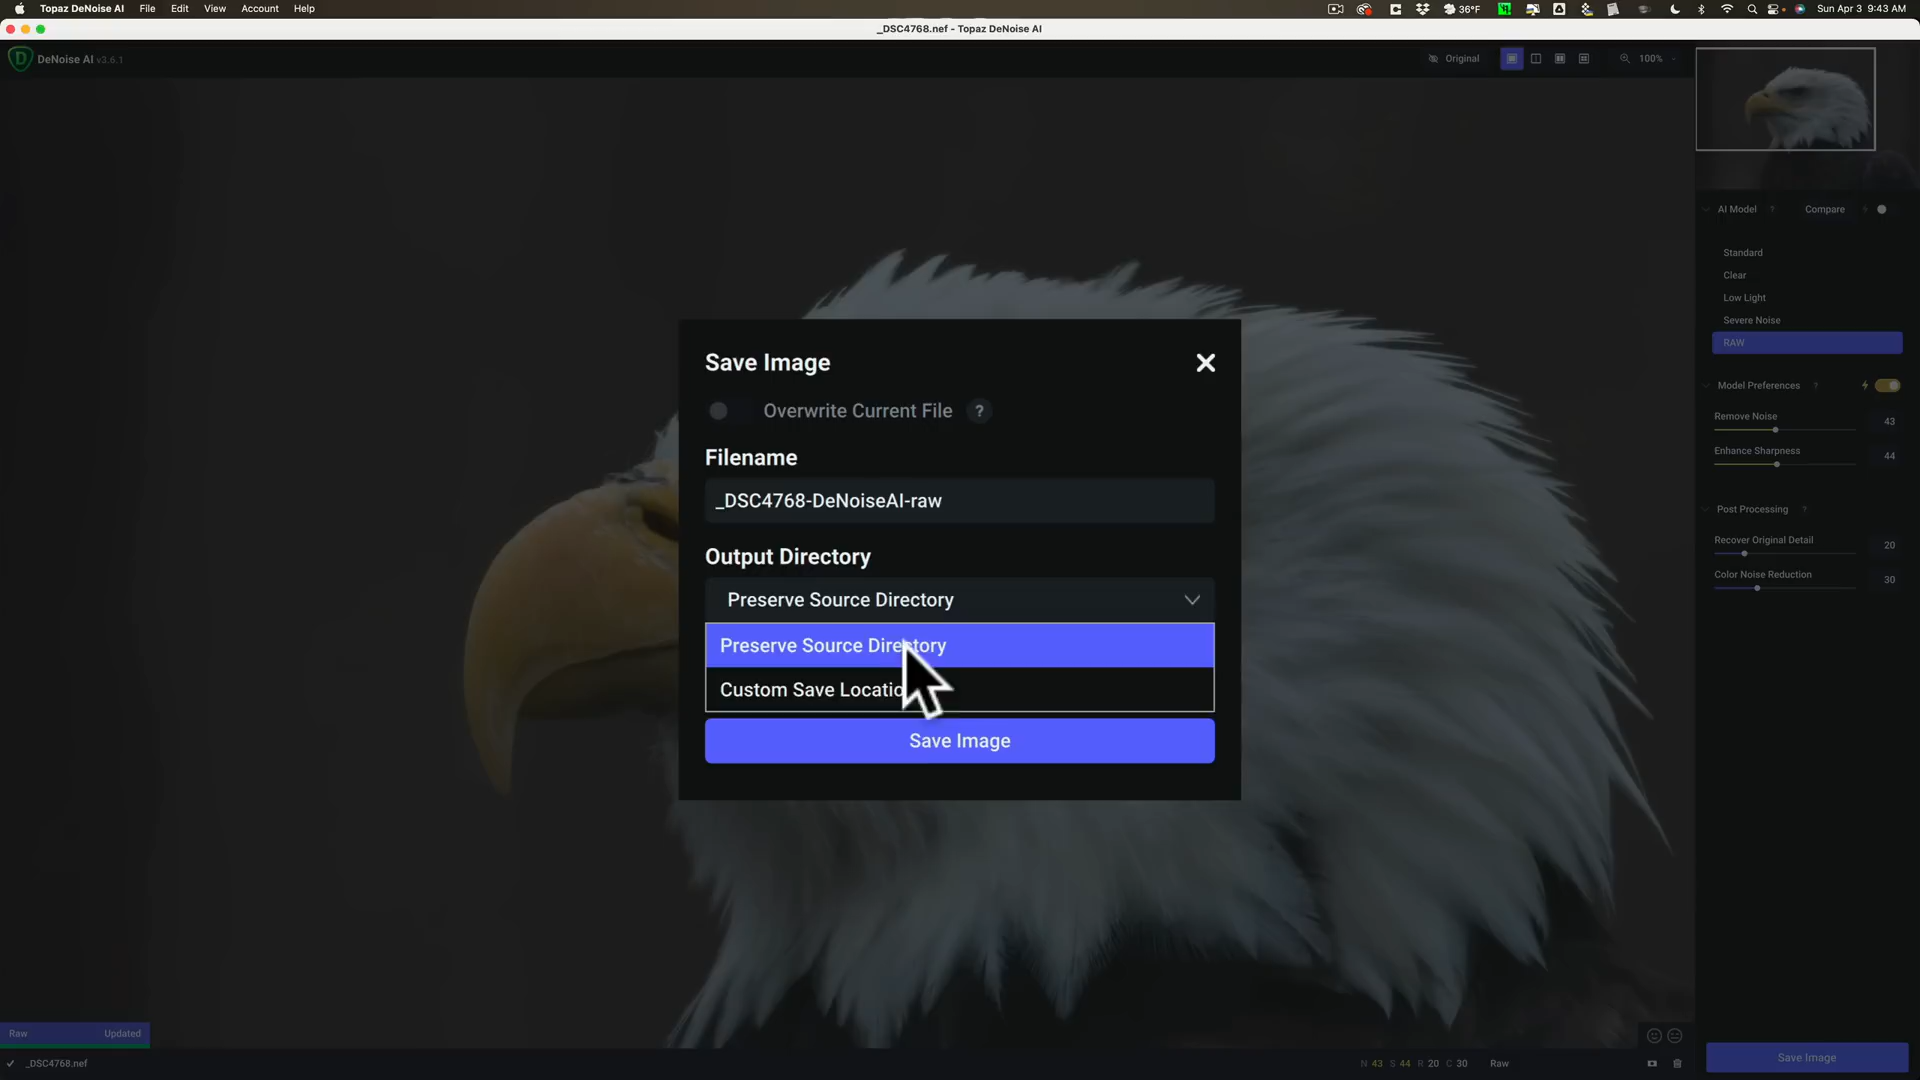 Topaz DeNoise AI File Edit View Account Help
36°F
Sun Apr 3 9:43 AM
_DSC4768.nef - Topaz DeNoise AI
DeNoise AI v3.6.1
Original
100%
AI Model ? Compare
Standard
Clear
Low Light
Severe Noise
RAW
Model Preferences ?
Remove Noise
43
Enhance Sharpness
44
Post Processing ?
Recover Original Detail
20
Color Noise Reduction
30
Save Image
Overwrite Current File ?
Filename
_DSC4768-DeNoiseAI-raw
Output Directory
Preserve Source Directory
Preserve Source Directory
Custom Save Locatio
Save Image
Raw Updated
_DSC4768.nef
N 43 S 44 R 20 C 30 Raw
Save Image